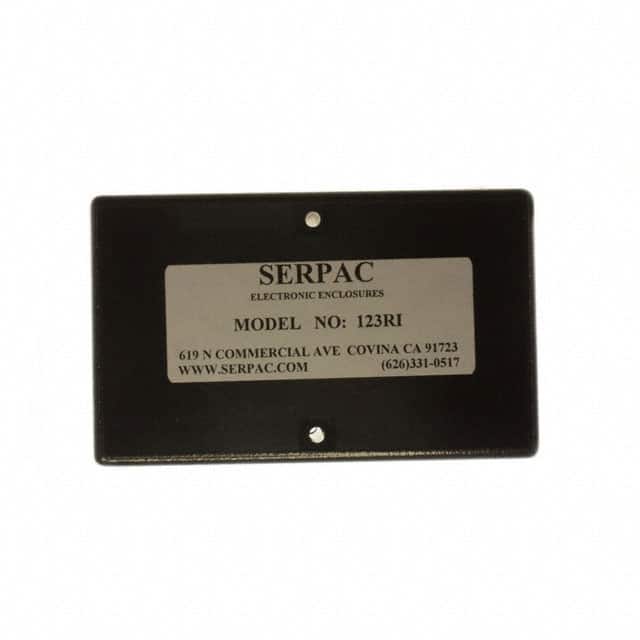 SERPAC
ELECTRONIC ENCLOSURES
MODEL NO: 123RI
619 N COMMERCIAL AVE COVINA CA 91723
WWW.SERPAC.COM (626)331-0517